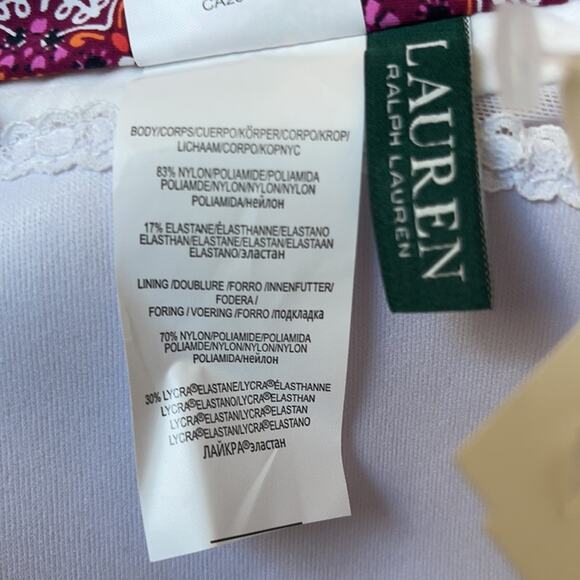 BODY/CORPS/CUERPO/KÖRPER/CORPO/KROP/
LICHAAM/CORPO/KOPNYC
83% NYLON/POLIAMIDE/POLIAMIDA
POLIAMIDE/NYLON/NYLON/NYLON
POLIAMIDA/нейлон
17% ELASTANE/ÉLASTHANNE/ELASTANO
ELASTHAN/ELASTANE/ELASTAN/ELASTAAN
ELASTANO/эластан
LINING /DOUBLURE /FORRO /INNENFUTTER/
FODERA /
FORING / VOERING /FORRO /подкладка
70% NYLON/POLIAMIDE/POLIAMIDA
POLIAMDE/NYLON/NYLON/NYLON
POLIAMIDA/нейлон
30% LYCRA®ELASTANE/LYCRA®ÉLASTHANNE
LYCRA®ELASTANO/LYCRA®ELASTHAN
LYCRA®ELASTAN/LYCRA®ELASTAN
LYCRA®ELASTAN/LYCRA®ELASTANO
ЛАЙКРА®эластан
LAUREN
RALPH LAUREN